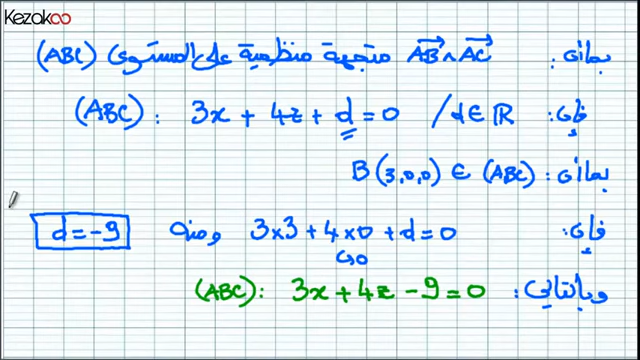 Kezakoo
بما أن: AB∧AC متجهة منظمية على المستوى (ABC)
فإن: (ABC): 3x + 4z + d = 0 / d ∈ ℝ
بما أن: B(3,0,0) ∈ (ABC)
فإن: 3×3 + 4×0 + d = 0 ومنه d = -9
وبالتالي: (ABC): 3x + 4z - 9 = 0